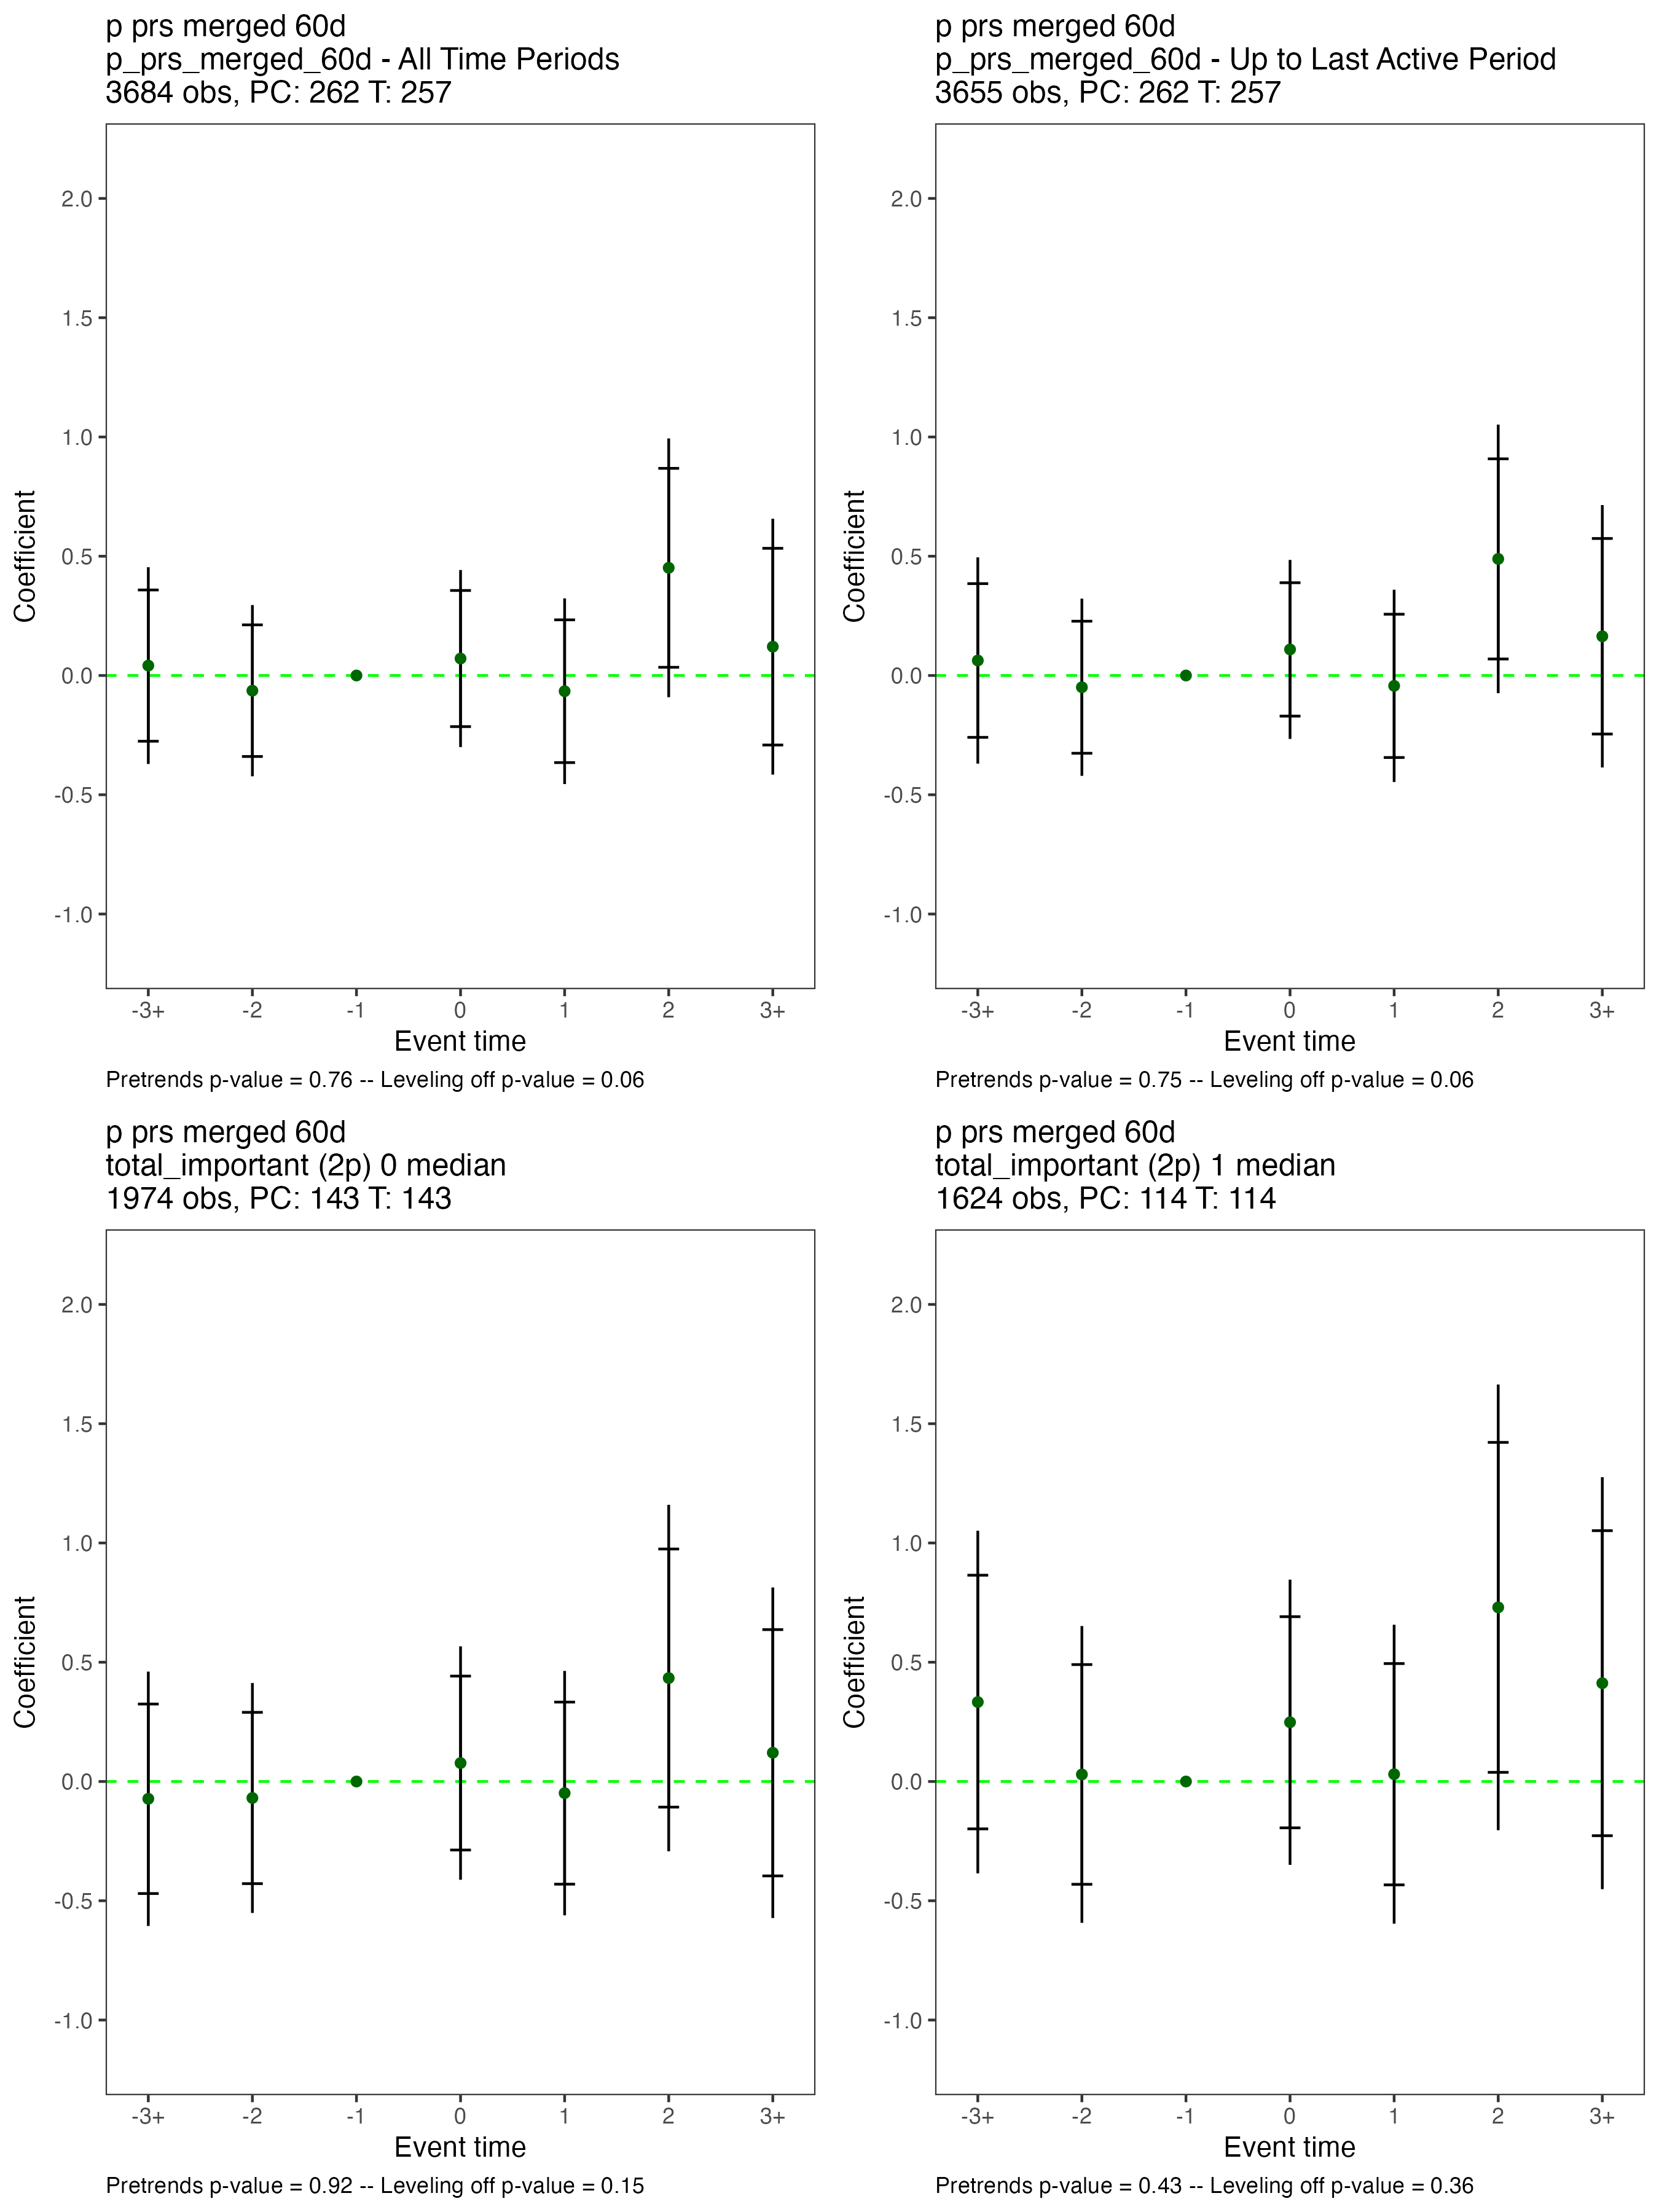 p prs merged 60d
p_prs_merged_60d - All Time Periods
3684 obs, PC: 262 T: 257
Coefficient
2.0
1.5
1.0
0.5
0.0
-0.5
-1.0
-3+ -2 -1 0 1 2 3+
Event time
Pretrends p-value = 0.76 -- Leveling off p-value = 0.06
p prs merged 60d
p_prs_merged_60d - Up to Last Active Period
3655 obs, PC: 262 T: 257
Coefficient
2.0
1.5
1.0
0.5
0.0
-0.5
-1.0
-3+ -2 -1 0 1 2 3+
Event time
Pretrends p-value = 0.75 -- Leveling off p-value = 0.06
p prs merged 60d
total_important (2p) 0 median
1974 obs, PC: 143 T: 143
Coefficient
2.0
1.5
1.0
0.5
0.0
-0.5
-1.0
-3+ -2 -1 0 1 2 3+
Event time
Pretrends p-value = 0.92 -- Leveling off p-value = 0.15
p prs merged 60d
total_important (2p) 1 median
1624 obs, PC: 114 T: 114
Coefficient
2.0
1.5
1.0
0.5
0.0
-0.5
-1.0
-3+ -2 -1 0 1 2 3+
Event time
Pretrends p-value = 0.43 -- Leveling off p-value = 0.36